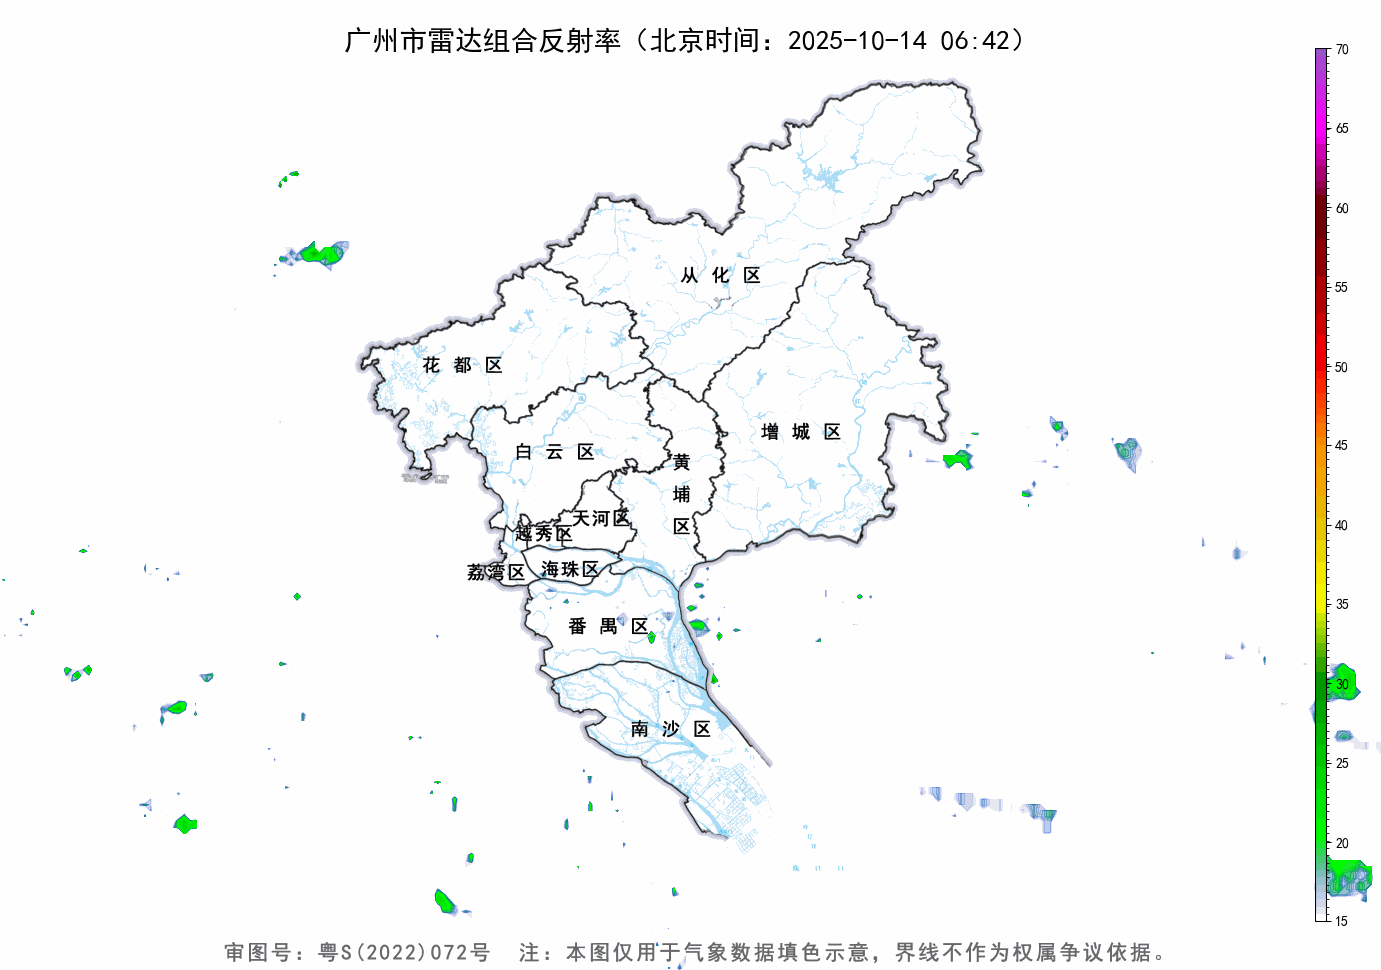 广州市雷达组合反射率（北京时间：2025-10-14 06:42）
70
65
60
55
50
45
40
35
30
25
20
15
从化区
花都区
增城区
白云区
黄埔区
天河区
越秀区
荔湾区
海珠区
番禺区
南沙区
审图号：粤S(2022)072号 注：本图仅用于气象数据填色示意，界线不作为权属争议依据。